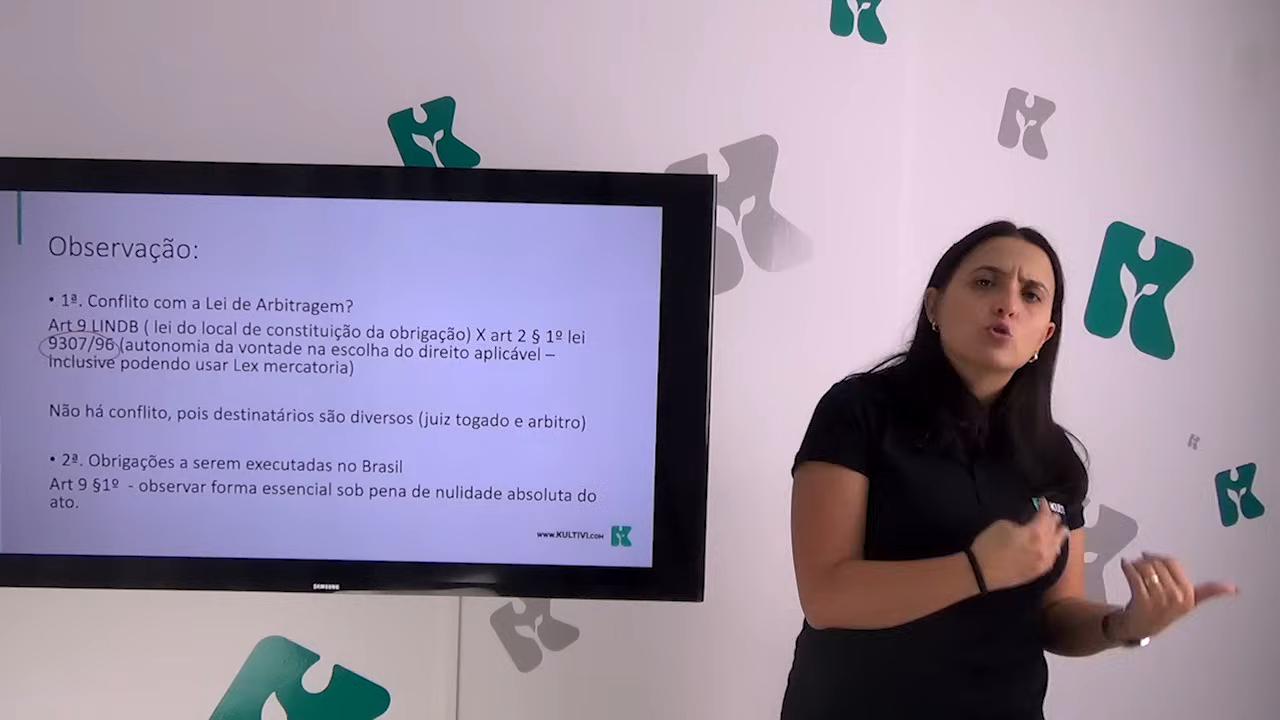 Observação:
• 1ª. Conflito com a Lei de Arbitragem?
Art 9 LINDB ( lei do local de constituição da obrigação) X art 2 § 1º lei
9307/96 (autonomia da vontade na escolha do direito aplicável –
Inclusive podendo usar Lex mercatoria)
Não há conflito, pois destinatários são diversos (juiz togado e arbitro)
• 2ª. Obrigações a serem executadas no Brasil
Art 9 §1º - observar forma essencial sob pena de nulidade absoluta do
ato.
www.KULTIVI.com
SAMSUNG